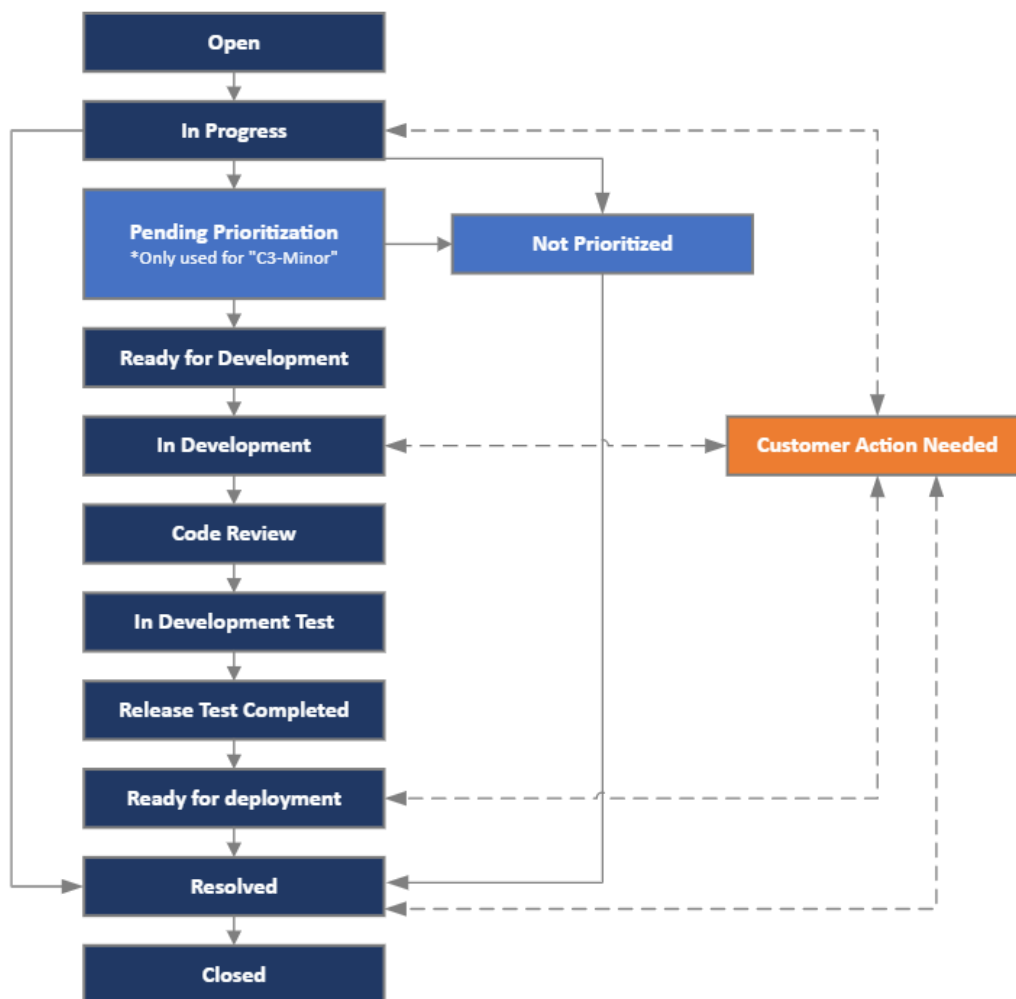 Open
In Progress
Pending Prioritization
*Only used for "C3-Minor"
Not Prioritized
Ready for Development
In Development
Customer Action Needed
Code Review
In Development Test
Release Test Completed
Ready for deployment
Resolved
Closed